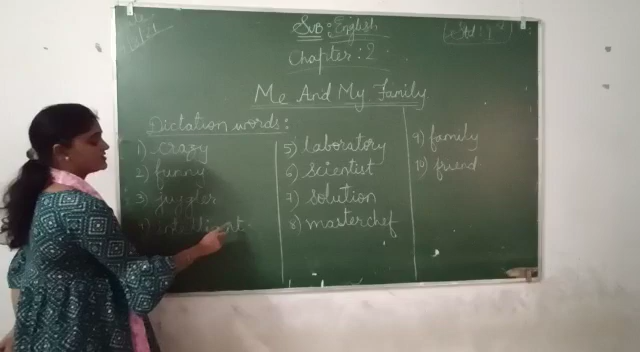 Sub: English
Chapter: 2
Me And My Family
Dictation words:
1) Crazy
2) funny
3) juggler
4) intelligent
5) laboratory
6) scientist
7) solution
8) masterchef
9) family
10) friend